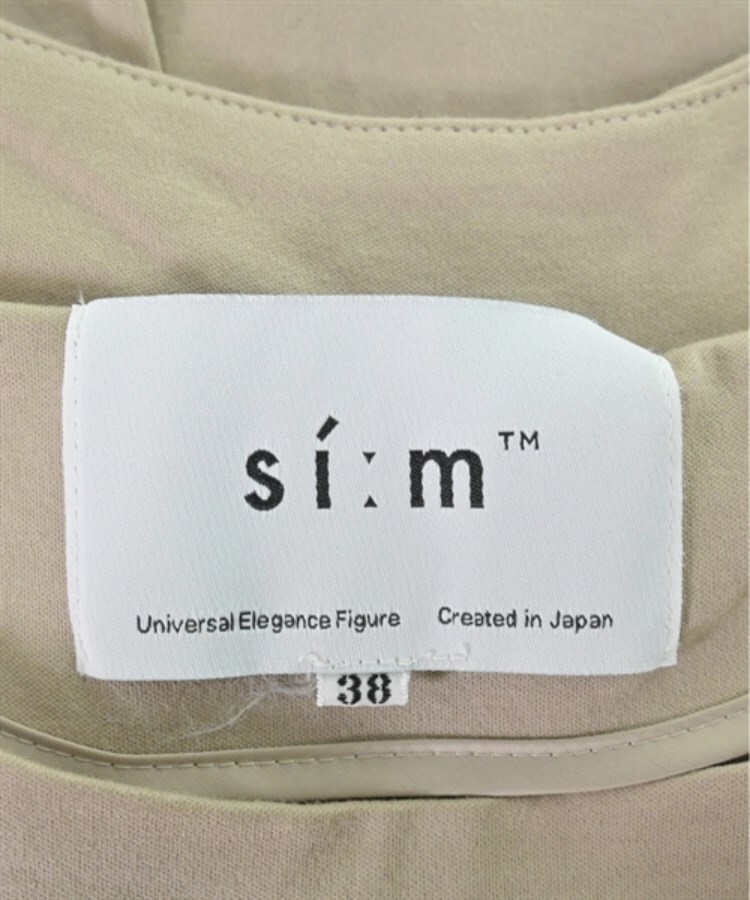 sí:m™
Universal Elegance Figure Created in Japan
38